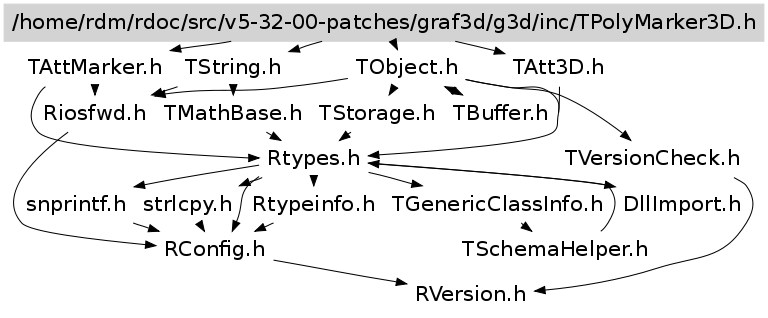 /home/rdm/rdoc/src/v5-32-00-patches/graf3d/g3d/inc/TPolyMarker3D.h
TAttMarker.h TString.h TObject.h TAtt3D.h
Riosfwd.h TMathBase.h TStorage.h TBuffer.h
Rtypes.h TVersionCheck.h
snprintf.h strlcpy.h Rtypeinfo.h TGenericClassInfo.h DllImport.h
RConfig.h TSchemaHelper.h
RVersion.h